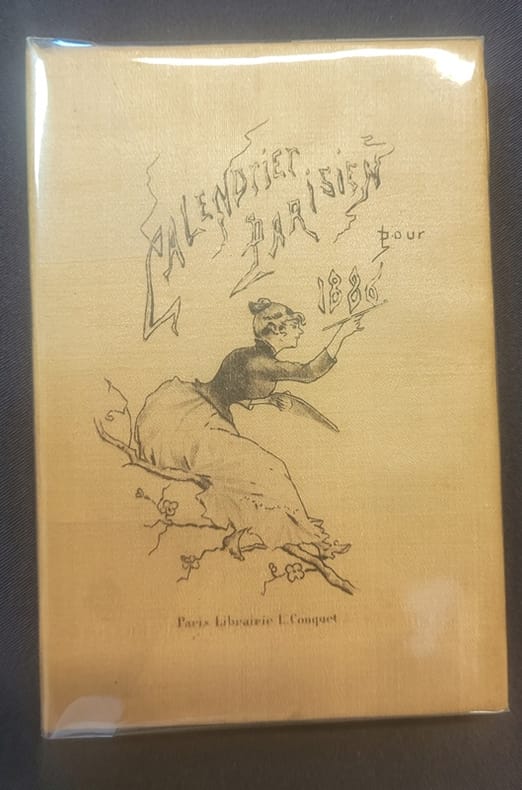 CALENDriEr
PARISiEN
pour
1886
Paris Librairie L. Conquet